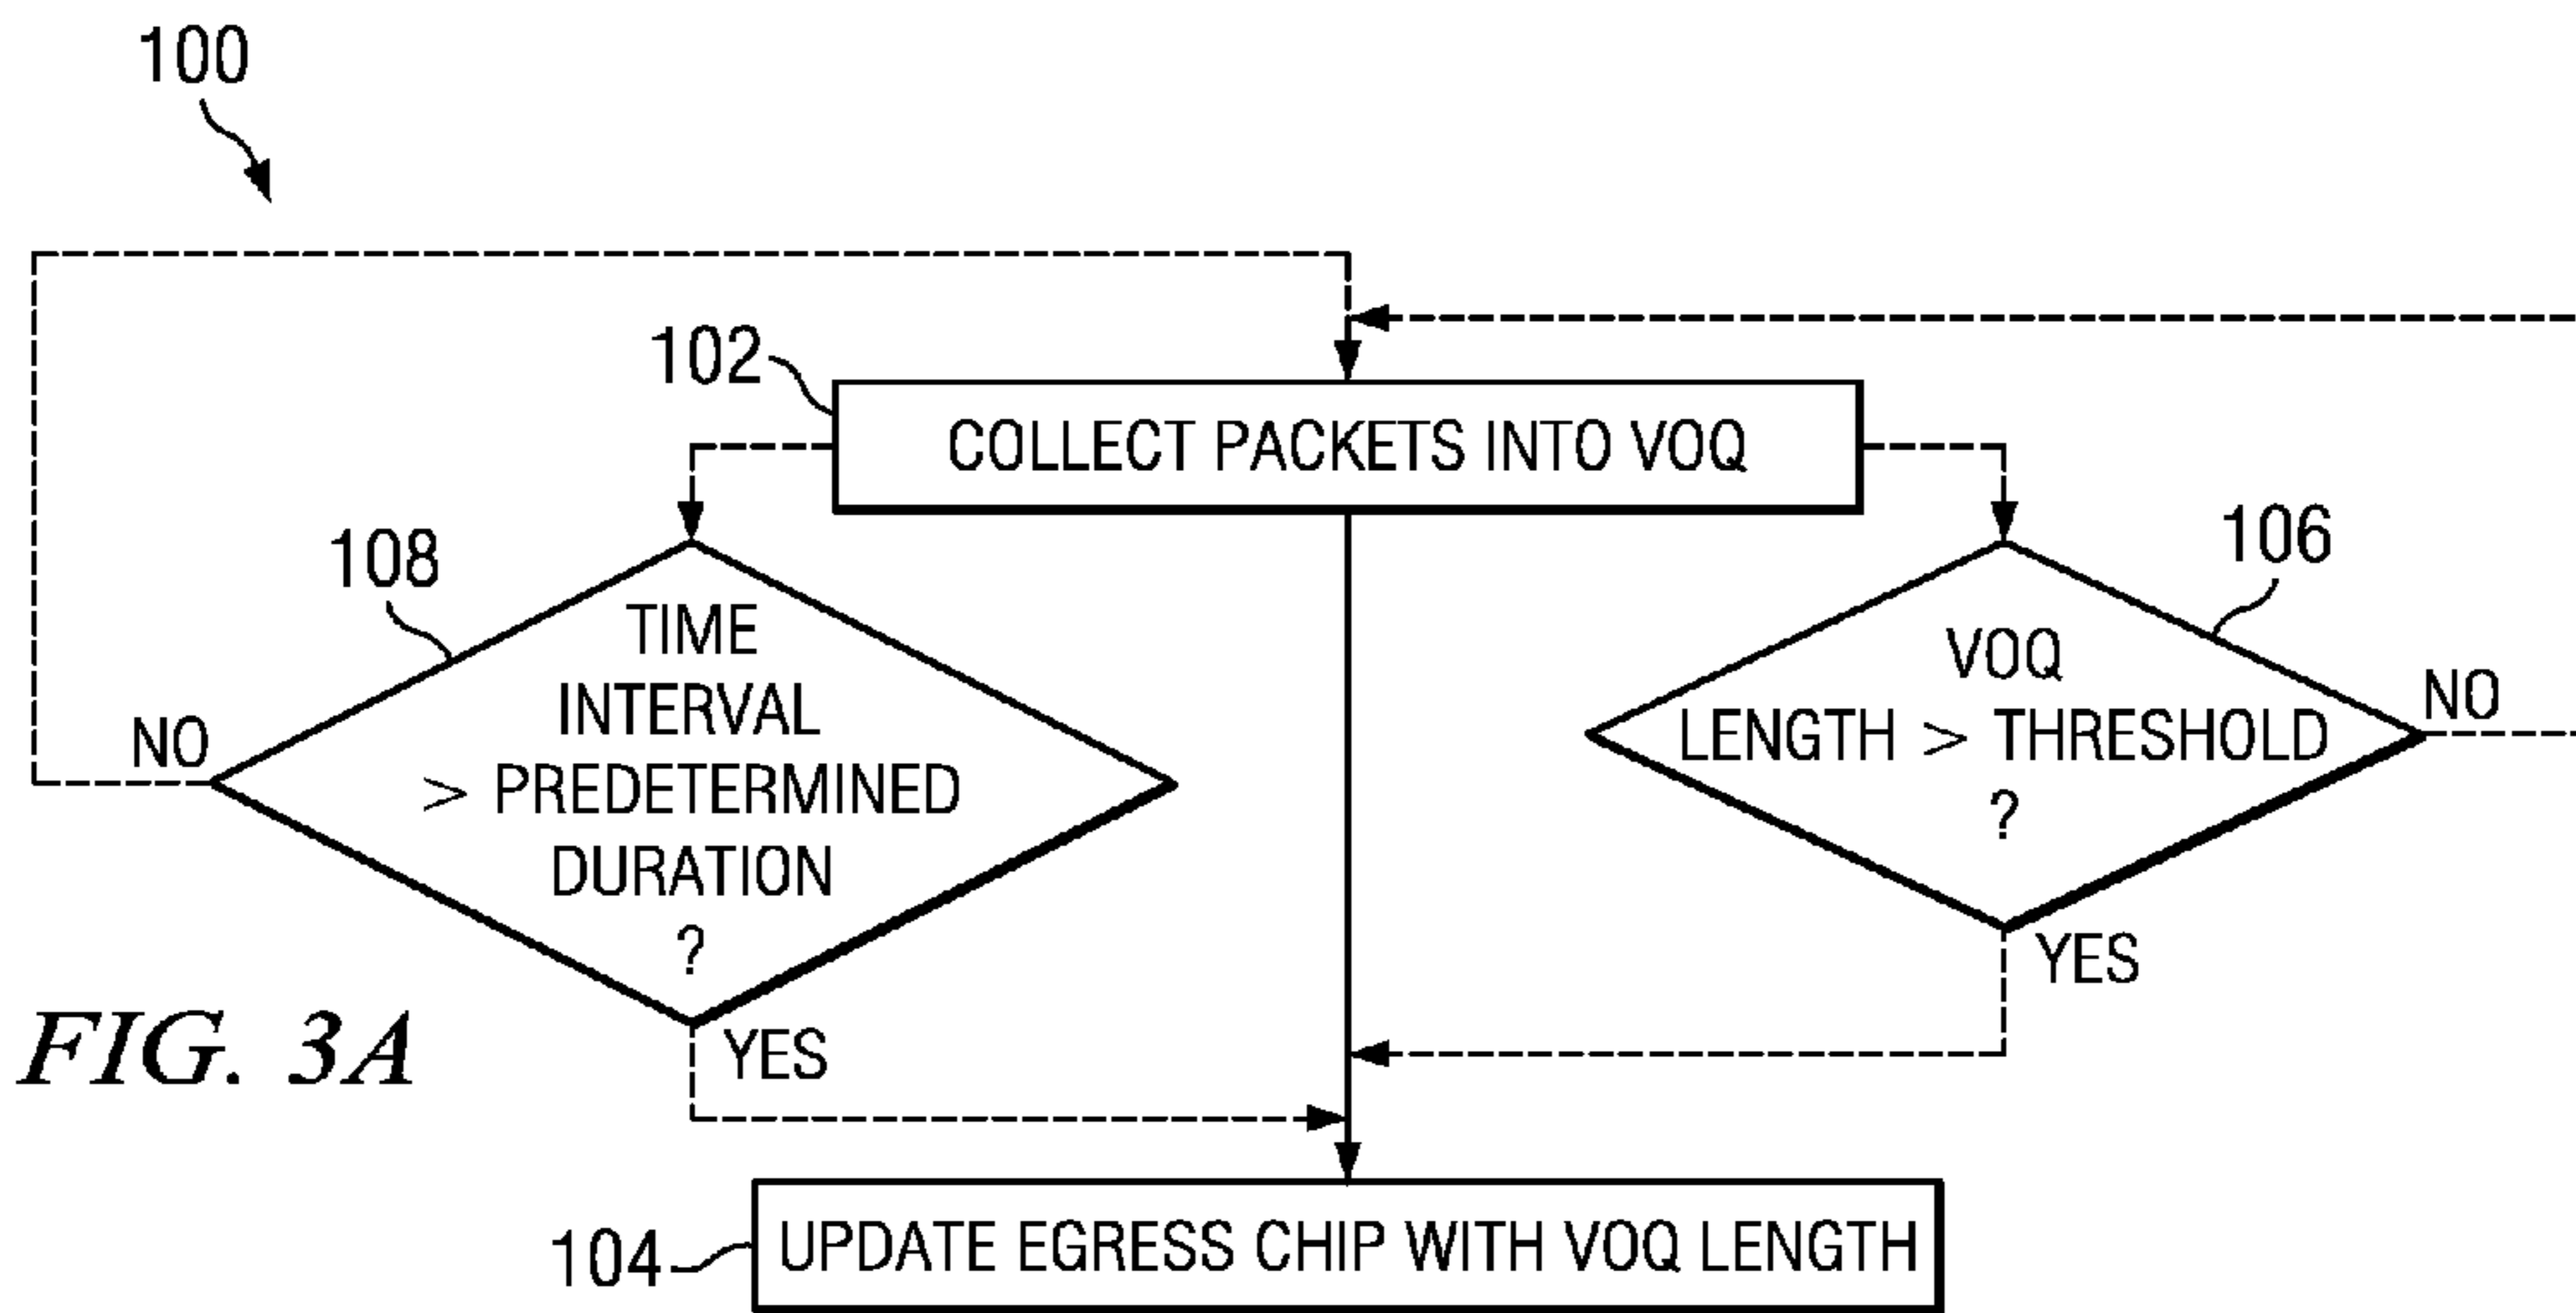 100
102
COLLECT PACKETS INTO VOQ
108
TIME
INTERVAL
> PREDETERMINED
DURATION
?
NO
YES
106
VOQ
LENGTH > THRESHOLD
?
NO
YES
FIG. 3A
104
UPDATE EGRESS CHIP WITH VOQ LENGTH